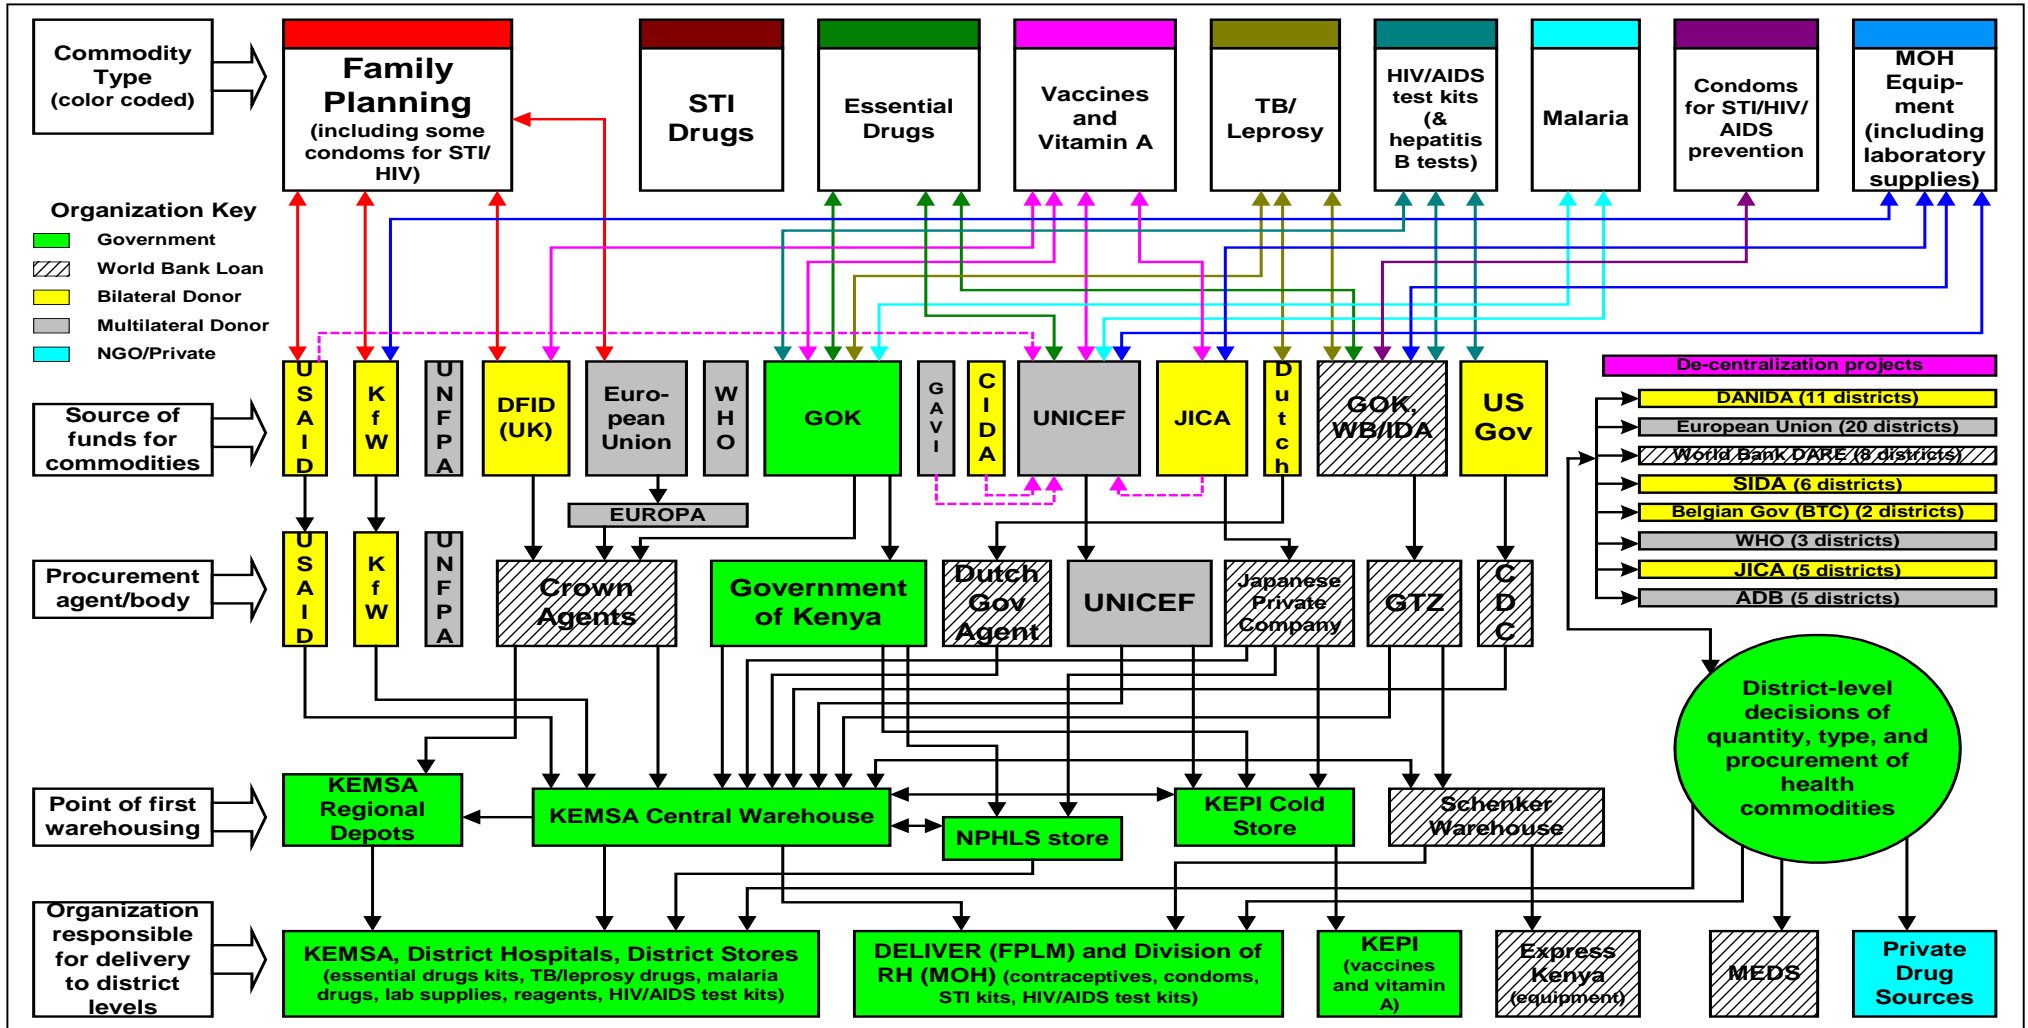 Commodity
Type
(color coded)
Family
Planning
(including some
condoms for STI/
HIV)
STI
Drugs
Essential
Drugs
Vaccines
and
Vitamin A
TB/
Leprosy
HIV/AIDS
test kits
(&
hepatitis
B tests)
Malaria
Condoms
for STI/HIV/
AIDS
prevention
MOH
Equip-
ment
(including
laboratory
supplies)
Organization Key
Government
World Bank Loan
Bilateral Donor
Multilateral Donor
NGO/Private
Source of
funds for
commodities
USAID
KfW
UNFPA
DFID
(UK)
Euro-
pean
Union
WHO
GOK
GAVI
CIDA
UNICEF
JICA
Dutch
GOK,
WB/IDA
US
Gov
De-centralization projects
DANIDA (11 districts)
European Union (20 districts)
World Bank DARE (8 districts)
SIDA (6 districts)
Belgian Gov (BTC) (2 districts)
WHO (3 districts)
JICA (5 districts)
ADB (5 districts)
EUROPA
Procurement
agent/body
USAID
KfW
UNFPA
Crown
Agents
Government
of Kenya
Dutch
Gov
Agent
UNICEF
Japanese
Private
Company
GTZ
CDC
District-level
decisions of
quantity, type, and
procurement of
health
commodities
Point of first
warehousing
KEMSA
Regional
Depots
KEMSA Central Warehouse
NPHLS store
KEPI Cold
Store
Schenker
Warehouse
Organization
responsible
for delivery
to district
levels
KEMSA, District Hospitals, District Stores
(essential drugs kits, TB/leprosy drugs, malaria
drugs, lab supplies, reagents, HIV/AIDS test kits)
DELIVER (FPLM) and Division of
RH (MOH) (contraceptives, condoms,
STI kits, HIV/AIDS test kits)
KEPI
(vaccines
and vitamin
A)
Express
Kenya
(equipment)
MEDS
Private
Drug
Sources